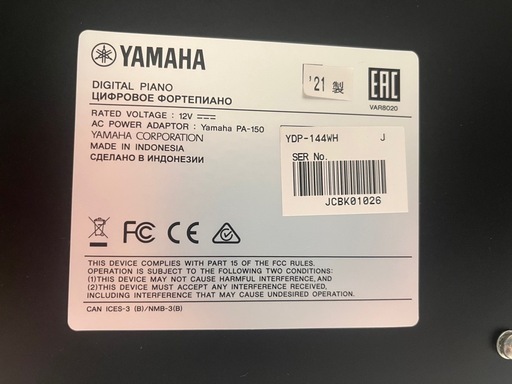 YAMAHA
DIGITAL PIANO
ЦИФРОВОЕ ФОРТЕПИАНО
RATED VOLTAGE : 12V
AC POWER ADAPTOR : Yamaha PA-150
YAMAHA CORPORATION
MADE IN INDONESIA
СДЕЛАНО В ИНДОНЕЗИИ
'21 製
EAC
VAR8020
YDP-144WH J
SER No.
JCBK01026
FC CE
THIS DEVICE COMPLIES WITH PART 15 OF THE FCC RULES.
OPERATION IS SUBJECT TO THE FOLLOWING TWO CONDITIONS:
(1)THIS DEVICE MAY NOT CAUSE HARMFUL INTERFERENCE, AND
(2)THIS DEVICE MUST ACCEPT ANY INTERFERENCE RECEIVED,
INCLUDING INTERFERENCE THAT MAY CAUSE UNDESIRED OPERATION.
CAN ICES-3 (B)/NMB-3(B)